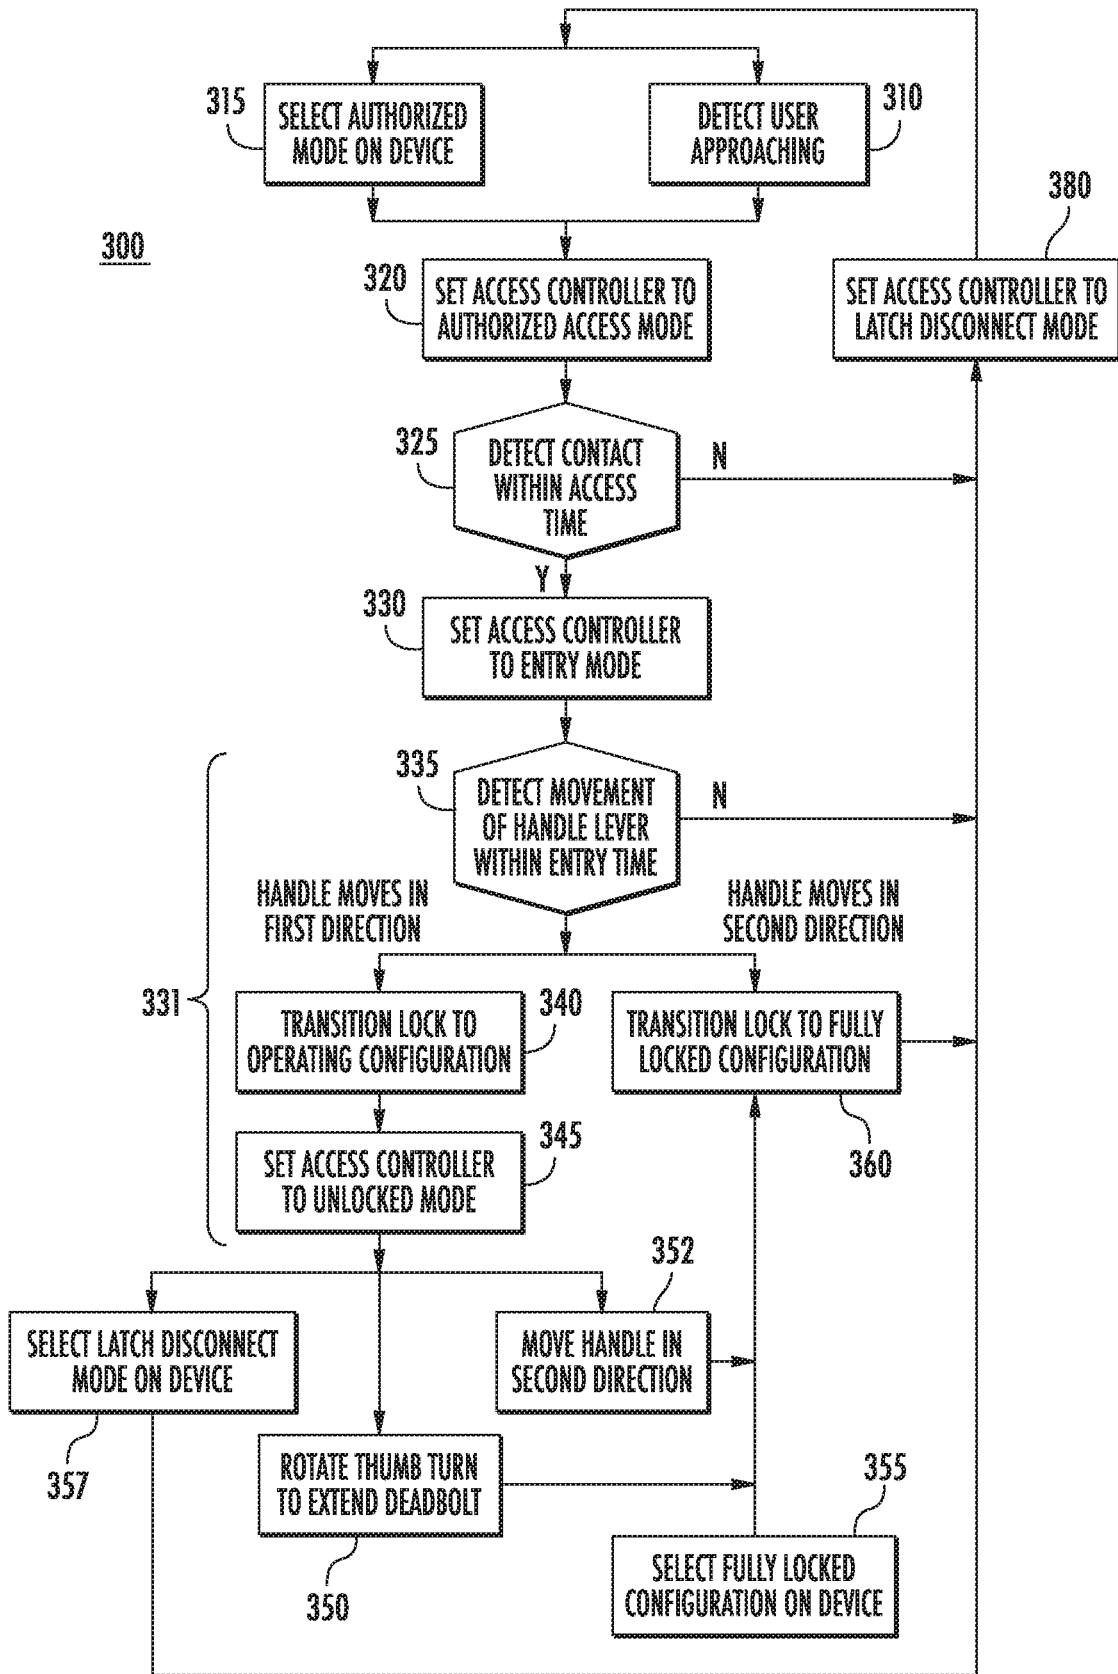 315
SELECT AUTHORIZED
MODE ON DEVICE
DETECT USER
APPROACHING
310
300
320
SET ACCESS CONTROLLER TO
AUTHORIZED ACCESS MODE
380
SET ACCESS CONTROLLER TO
LATCH DISCONNECT MODE
325
DETECT CONTACT
WITHIN ACCESS
TIME
N
Y
330
SET ACCESS CONTROLLER
TO ENTRY MODE
335
DETECT MOVEMENT
OF HANDLE LEVER
WITHIN ENTRY TIME
N
HANDLE MOVES IN
FIRST DIRECTION
HANDLE MOVES IN
SECOND DIRECTION
331
TRANSITION LOCK TO
OPERATING CONFIGURATION
340
TRANSITION LOCK TO FULLY
LOCKED CONFIGURATION
360
SET ACCESS CONTROLLER
TO UNLOCKED MODE
345
SELECT LATCH DISCONNECT
MODE ON DEVICE
357
352
MOVE HANDLE IN
SECOND DIRECTION
ROTATE THUMB TURN
TO EXTEND DEADBOLT
350
355
SELECT FULLY LOCKED
CONFIGURATION ON DEVICE